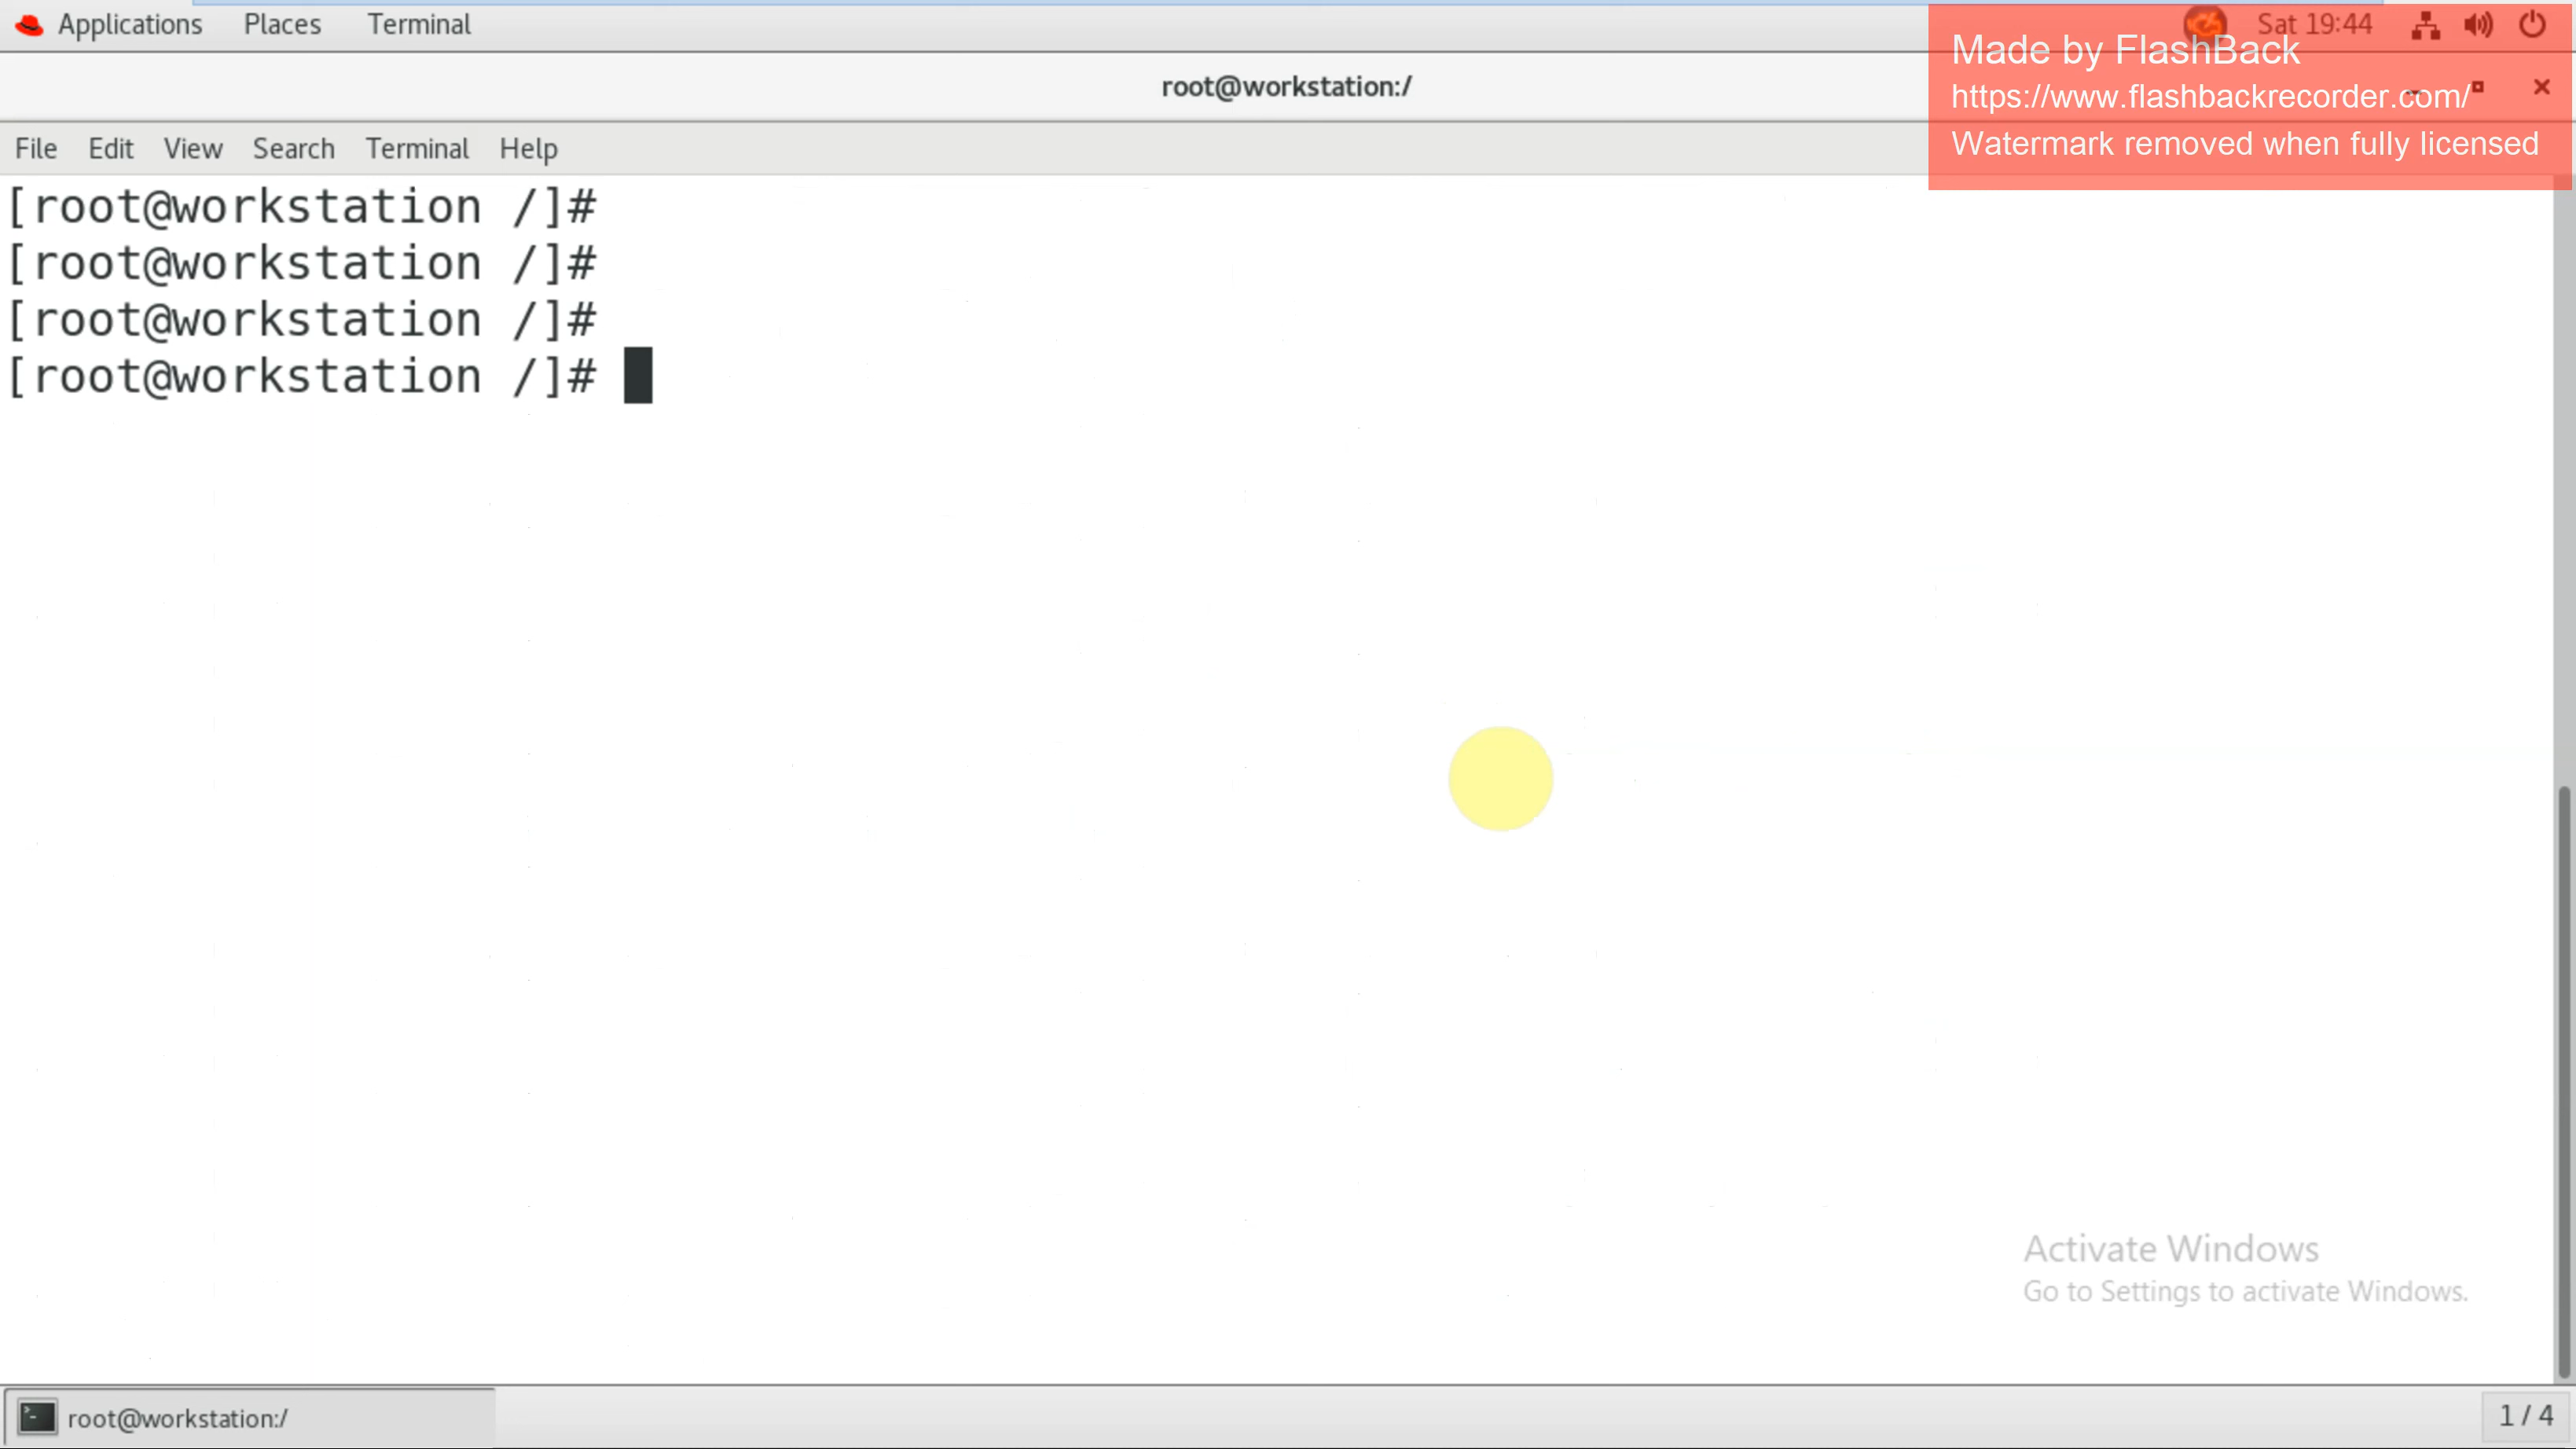 Applications Places Terminal Sat 19:44
Made by FlashBack
root@workstation:/
https://www.flashbackrecorder.com/
File Edit View Search Terminal Help
Watermark removed when fully licensed
[root@workstation /]#
[root@workstation /]#
[root@workstation /]#
[root@workstation /]#
Activate Windows
Go to Settings to activate Windows.
root@workstation:/
1 / 4